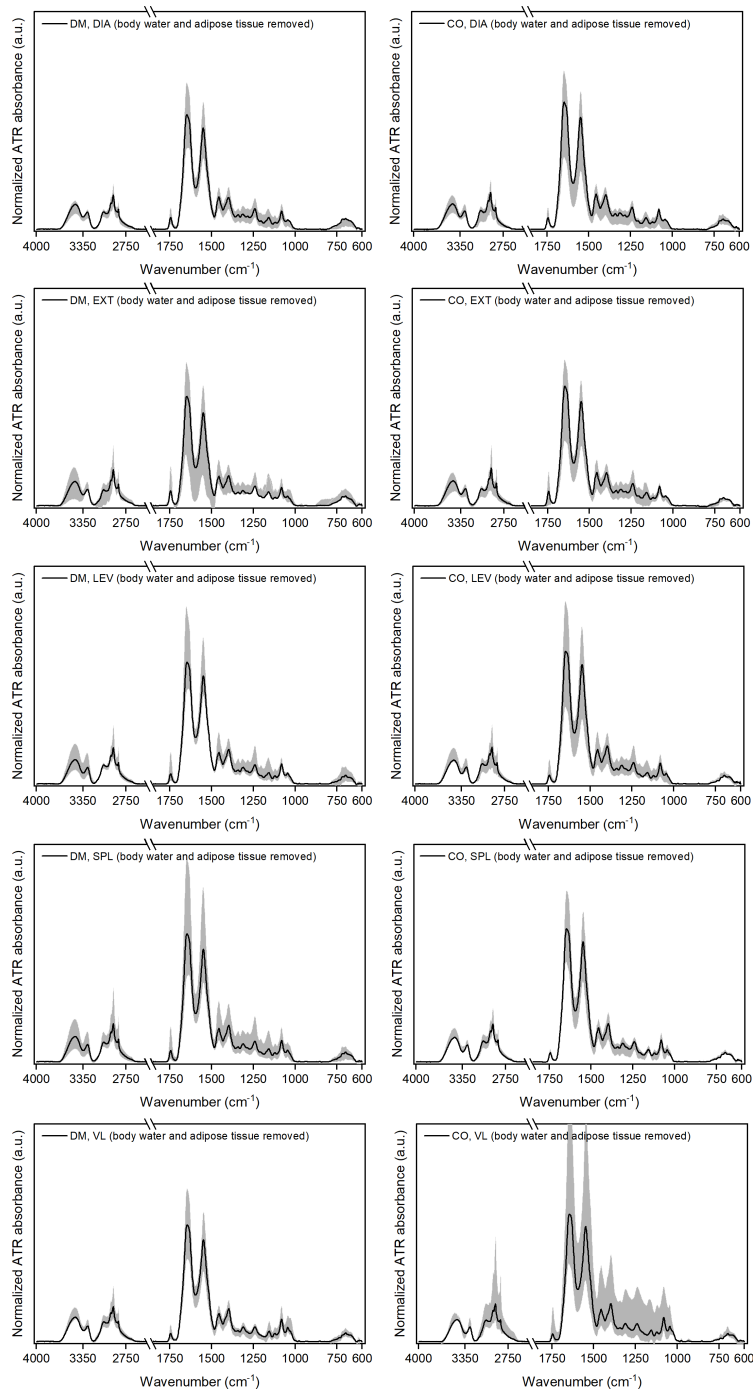 DM, DIA (body water and adipose tissue removed)
Normalized ATR absorbance (a.u.)
4000 3350 2750 1750 1500 1250 1000 750 600
Wavenumber (cm-1)
CO, DIA (body water and adipose tissue removed)
Normalized ATR absorbance (a.u.)
4000 3350 2750 1750 1500 1250 1000 750 600
Wavenumber (cm-1)
DM, EXT (body water and adipose tissue removed)
Normalized ATR absorbance (a.u.)
4000 3350 2750 1750 1500 1250 1000 750 600
Wavenumber (cm-1)
CO, EXT (body water and adipose tissue removed)
Normalized ATR absorbance (a.u.)
4000 3350 2750 1750 1500 1250 1000 750 600
Wavenumber (cm-1)
DM, LEV (body water and adipose tissue removed)
Normalized ATR absorbance (a.u.)
4000 3350 2750 1750 1500 1250 1000 750 600
Wavenumber (cm-1)
CO, LEV (body water and adipose tissue removed)
Normalized ATR absorbance (a.u.)
4000 3350 2750 1750 1500 1250 1000 750 600
Wavenumber (cm-1)
DM, SPL (body water and adipose tissue removed)
Normalized ATR absorbance (a.u.)
4000 3350 2750 1750 1500 1250 1000 750 600
Wavenumber (cm-1)
CO, SPL (body water and adipose tissue removed)
Normalized ATR absorbance (a.u.)
4000 3350 2750 1750 1500 1250 1000 750 600
Wavenumber (cm-1)
DM, VL (body water and adipose tissue removed)
Normalized ATR absorbance (a.u.)
4000 3350 2750 1750 1500 1250 1000 750 600
Wavenumber (cm-1)
CO, VL (body water and adipose tissue removed)
Normalized ATR absorbance (a.u.)
4000 3350 2750 1750 1500 1250 1000 750 600
Wavenumber (cm-1)